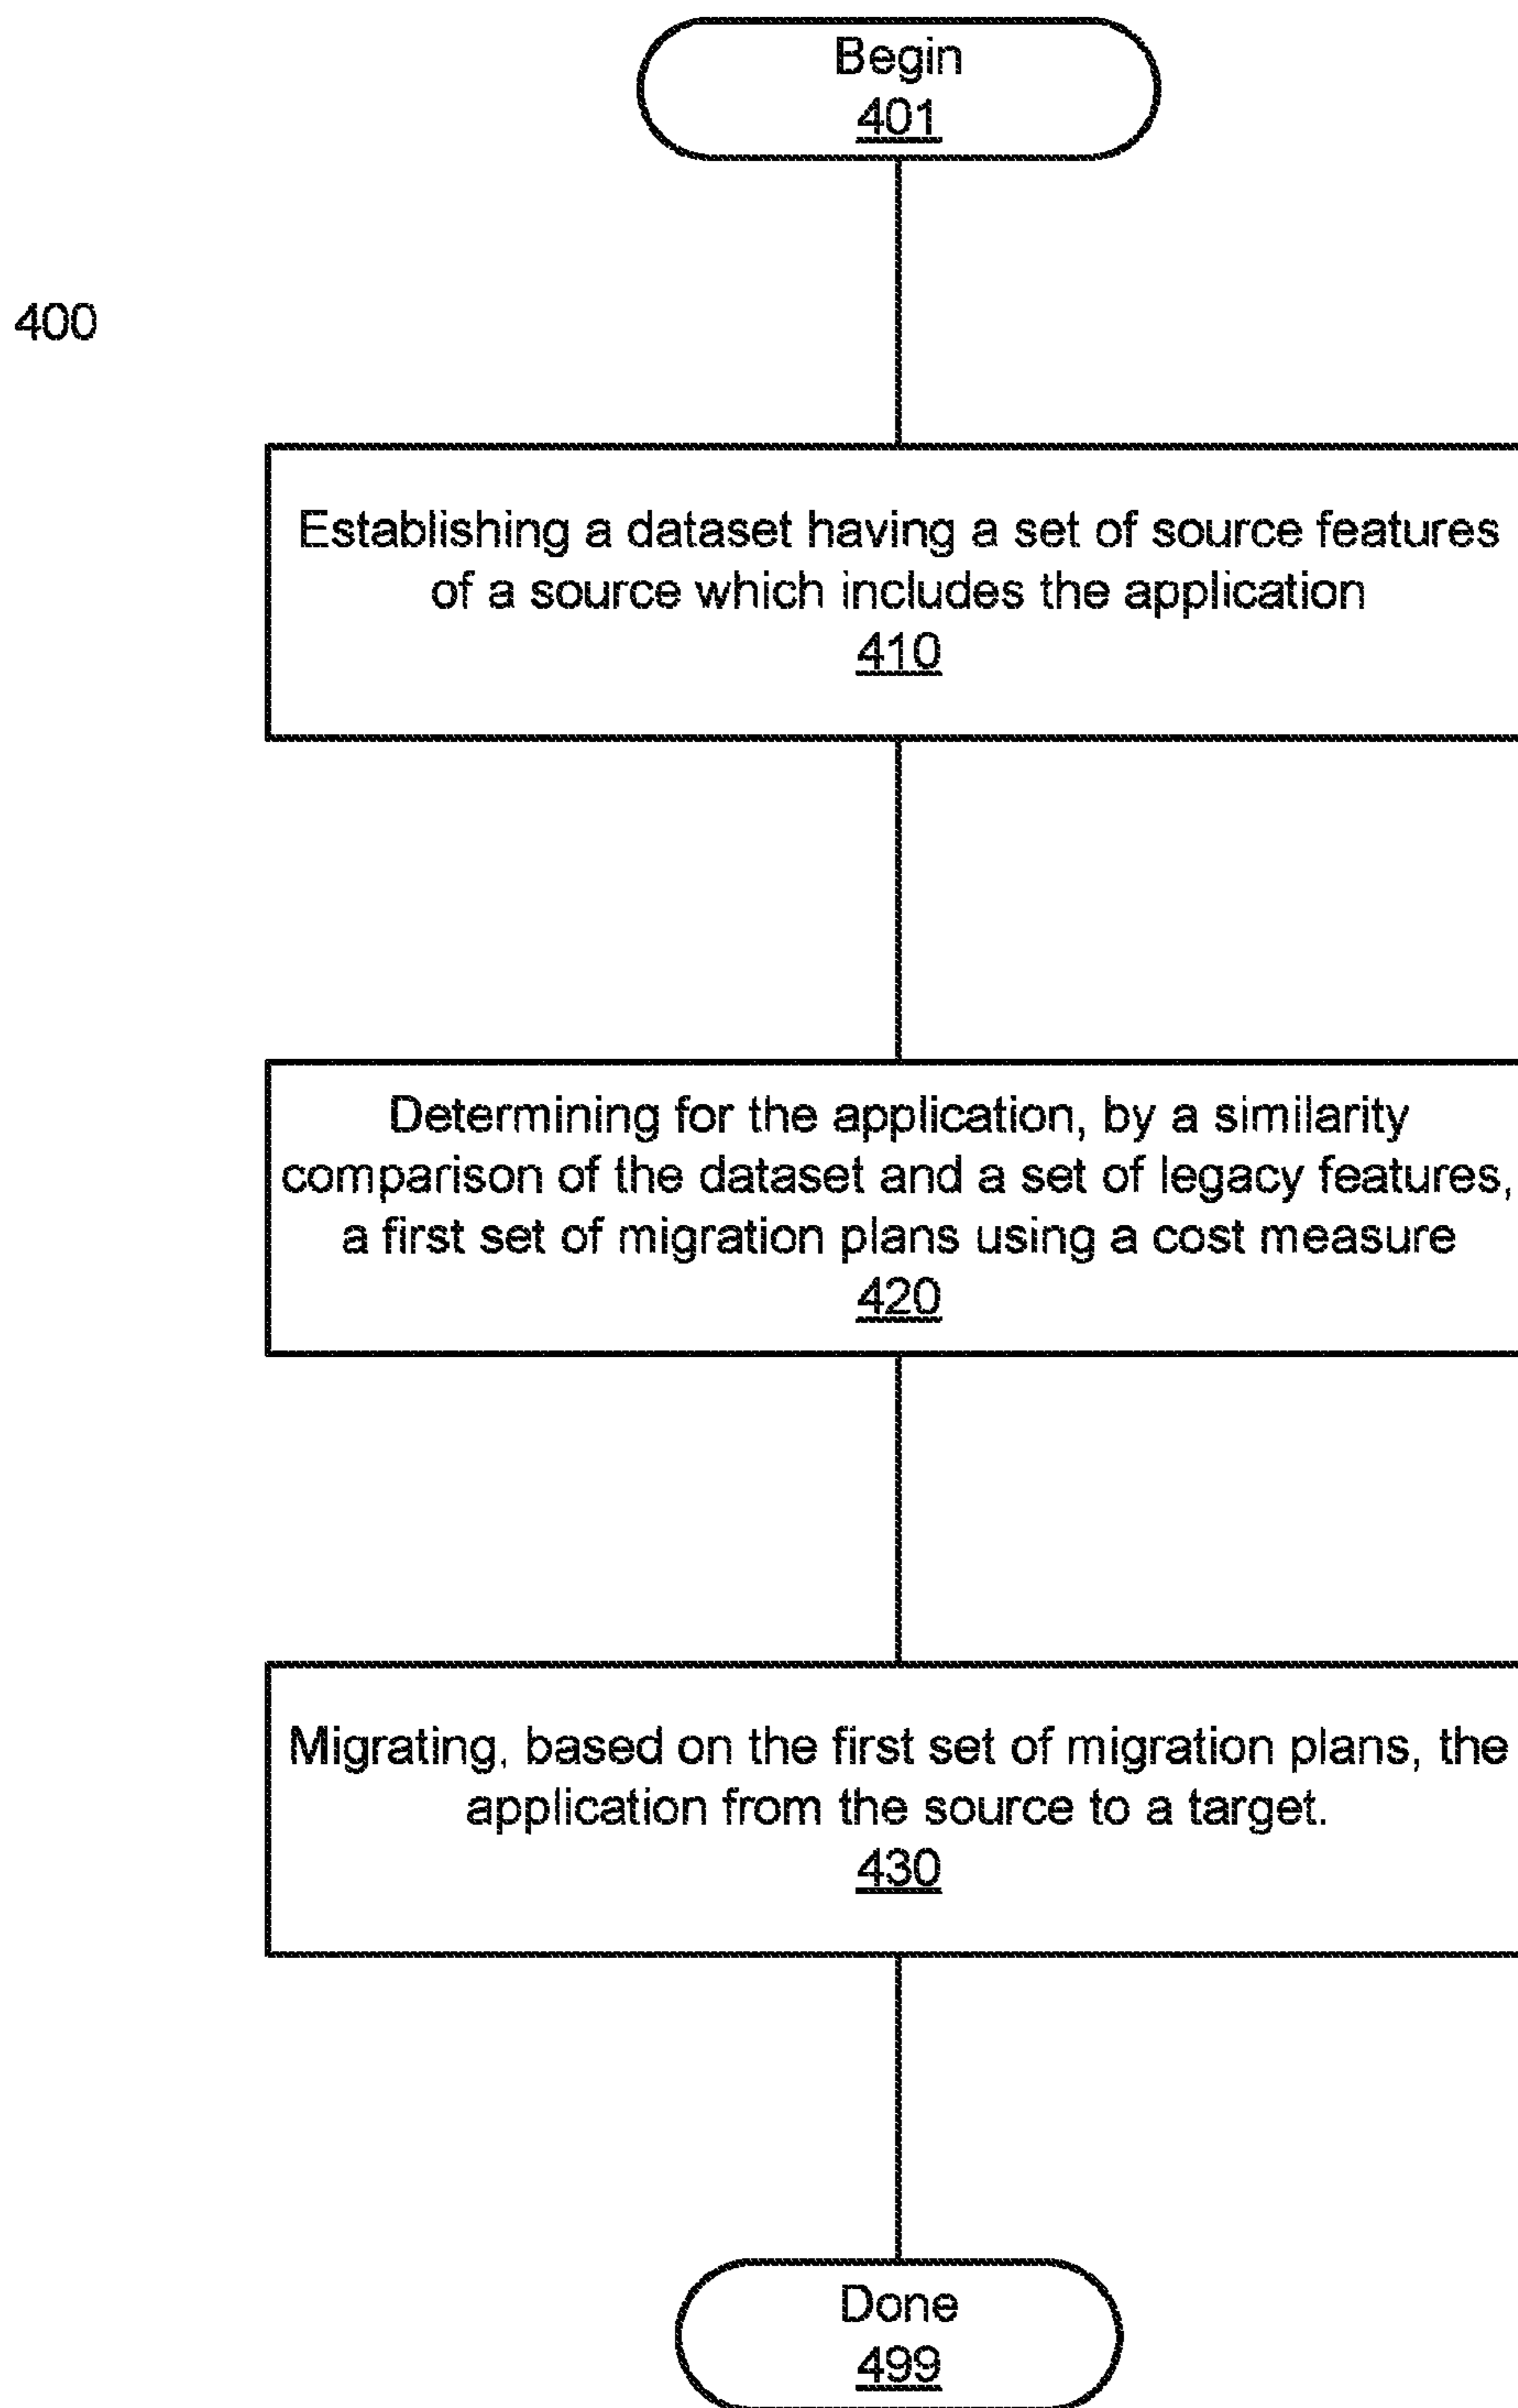 Begin
401
400
Establishing a dataset having a set of source features
of a source which includes the application
410
Determining for the application, by a similarity
comparison of the dataset and a set of legacy features,
a first set of migration plans using a cost measure
420
Migrating, based on the first set of migration plans, the
application from the source to a target.
430
Done
499